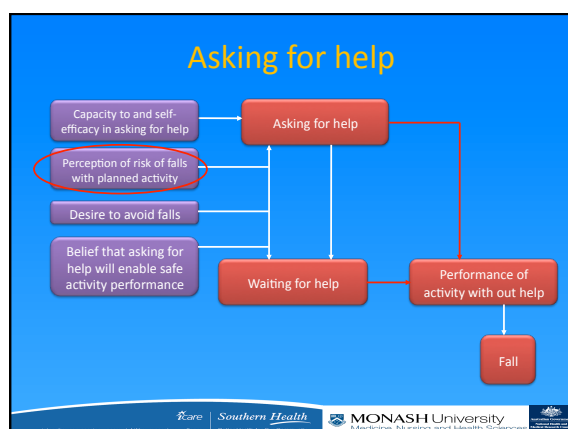 Asking for help
Capacity to and self-
efficacy in asking for help
Asking for help
Perception of risk of falls
with planned activity
Desire to avoid falls
Belief that asking for
help will enable safe
activity performance
Waiting for help
Performance of
activity with out help
Fall
icare
Southern Health
MONASH University
Medicine, Nursing and Health Sciences